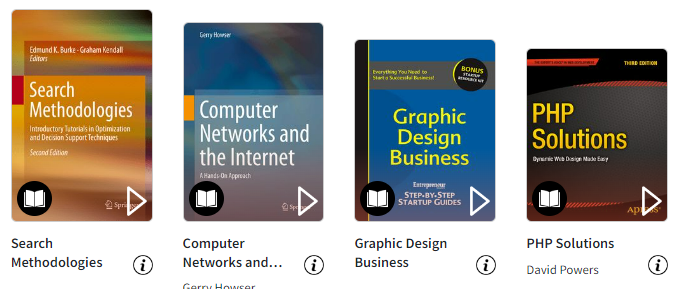 Edmund K. Burke · Graham Kendall
Editors
Search
Methodologies
Introductory Tutorials in Optimization
and Decision Support Techniques
Second Edition
Springer
Gerry Howser
Computer
Networks and
the Internet
A Hands-On Approach
Springer
Everything You Need to
Start a Successful Business!
BONUS
STARTUP
RESOURCE KIT
Graphic
Design
Business
Entrepreneur
STEP-BY-STEP
STARTUP GUIDES
THIRD EDITION
PHP
Solutions
Dynamic Web Design Made Easy
Apress
Search
Methodologies
i
Computer
Networks and...
Gerry Howser
i
Graphic Design
Business
i
PHP Solutions
David Powers
i